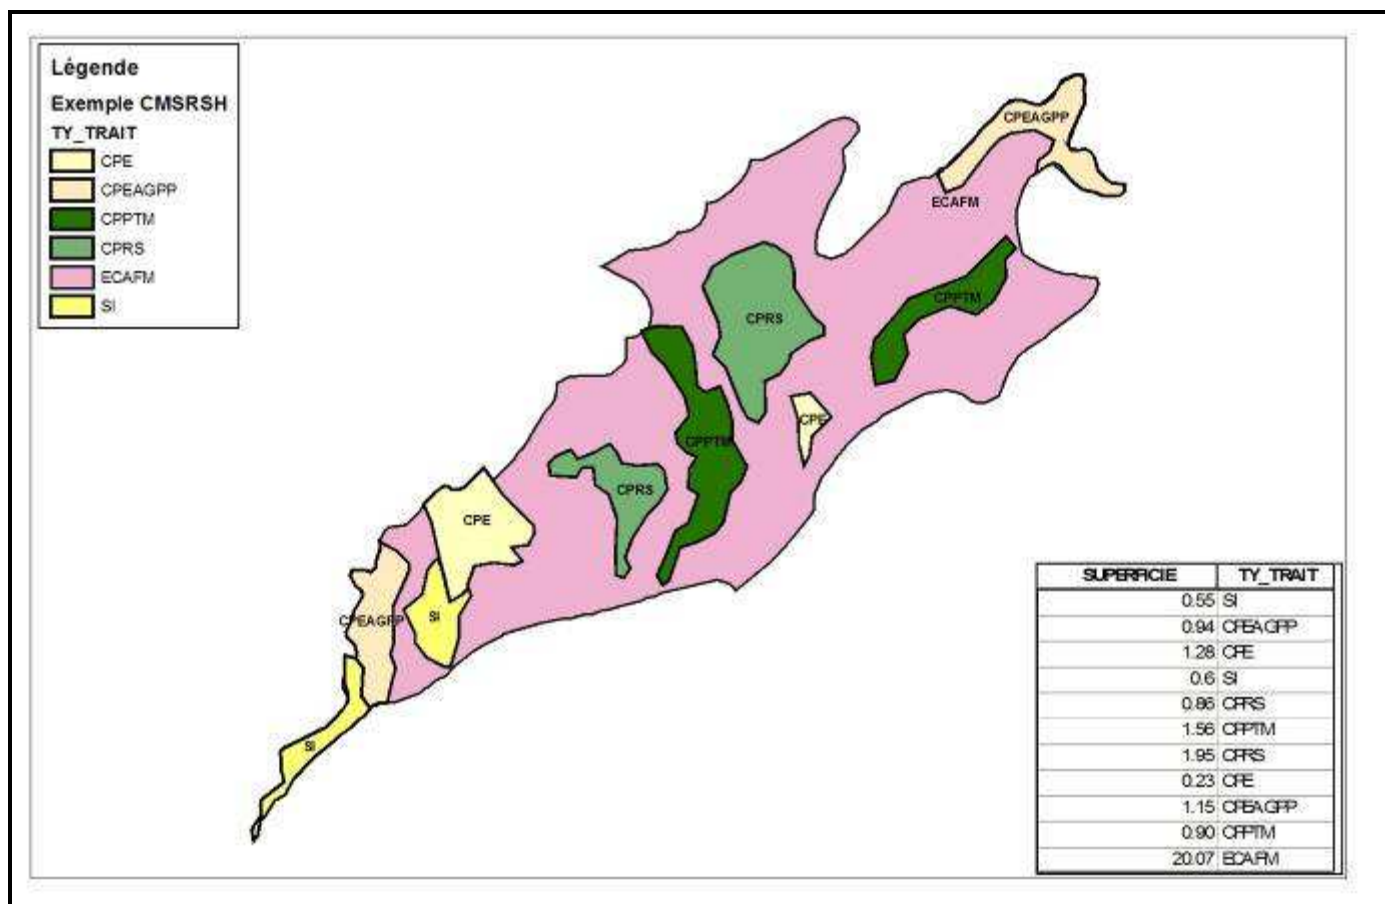 Légende
Exemple CMSRSH
TY_TRAIT
CPE
CPEAGPP
CPPTM
CPRS
ECAFM
SI
CPEAGPP
ECAFM
CPPTM
CPRS
CPE
CPPTM
CPRS
CPE
CPEAGPP
SI
SI
SUPERFICIE TY_TRAIT
0.55 SI
0.94 CPEAGPP
1.28 CPE
0.6 SI
0.86 CPRS
1.56 CPPTM
1.95 CPRS
0.23 CPE
1.15 CPEAGPP
0.90 CPPTM
20.07 ECAFM